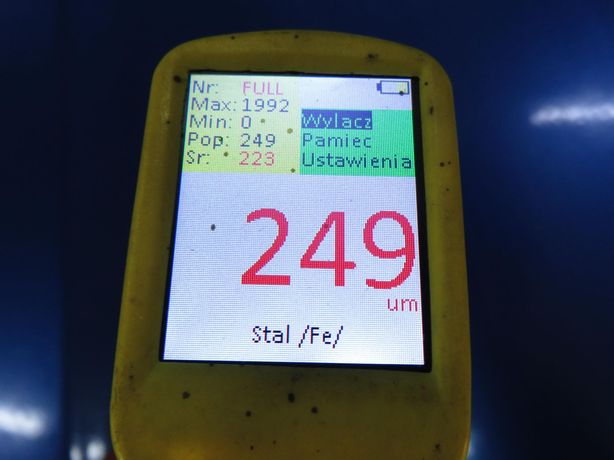 Nr: FULL
Max: 1992
Min: 0
Pop: 249
Sr: 223
Wylacz
Pamiec
Ustawienia
249
um
Stal /Fe/